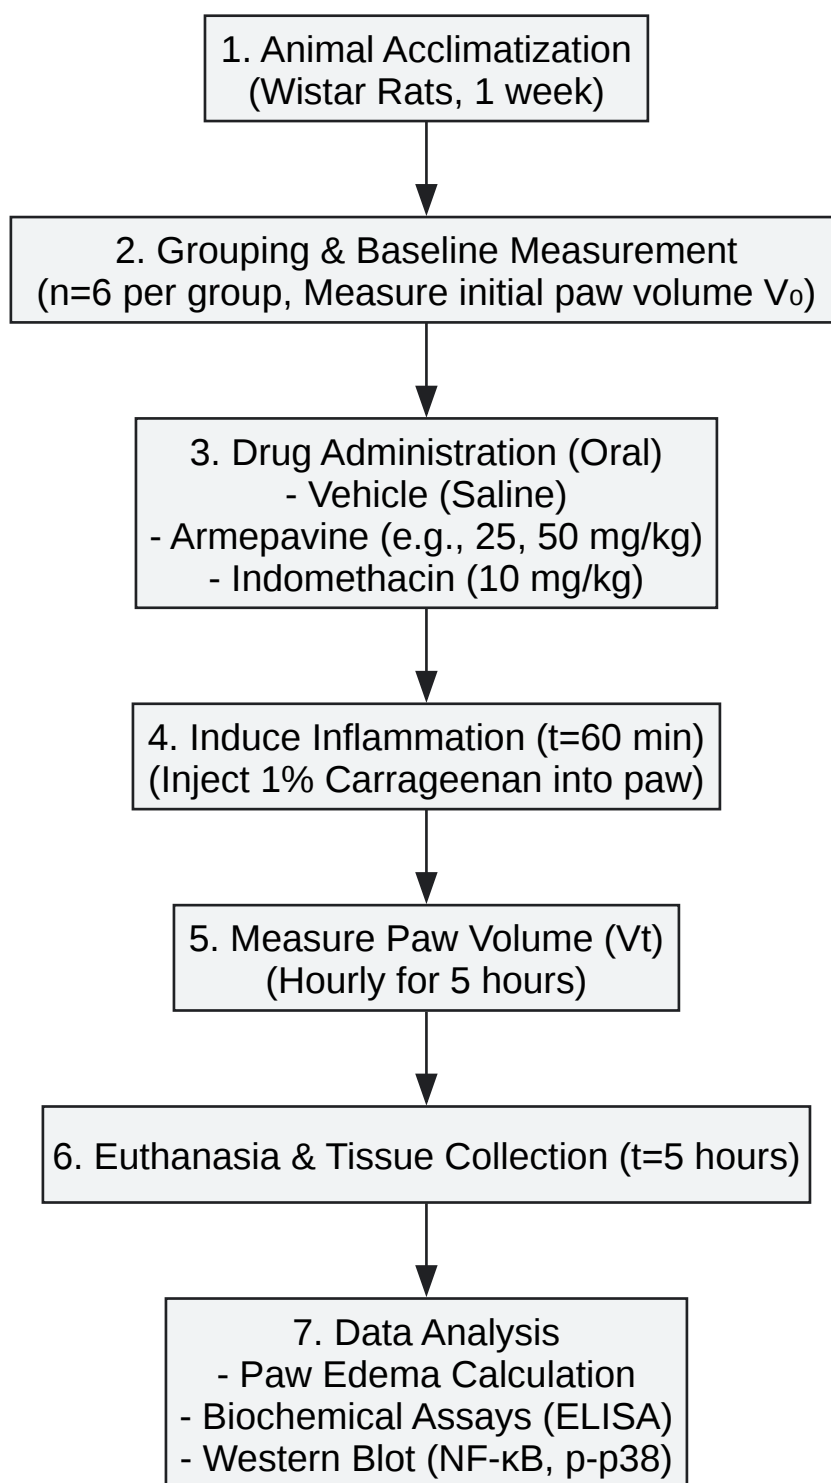 1. Animal Acclimatization
(Wistar Rats, 1 week)
2. Grouping & Baseline Measurement
(n=6 per group, Measure initial paw volume V₀)
3. Drug Administration (Oral)
- Vehicle (Saline)
- Armepavine (e.g., 25, 50 mg/kg)
- Indomethacin (10 mg/kg)
4. Induce Inflammation (t=60 min)
(Inject 1% Carrageenan into paw)
5. Measure Paw Volume (Vt)
(Hourly for 5 hours)
6. Euthanasia & Tissue Collection (t=5 hours)
7. Data Analysis
- Paw Edema Calculation
- Biochemical Assays (ELISA)
- Western Blot (NF-κB, p-p38)